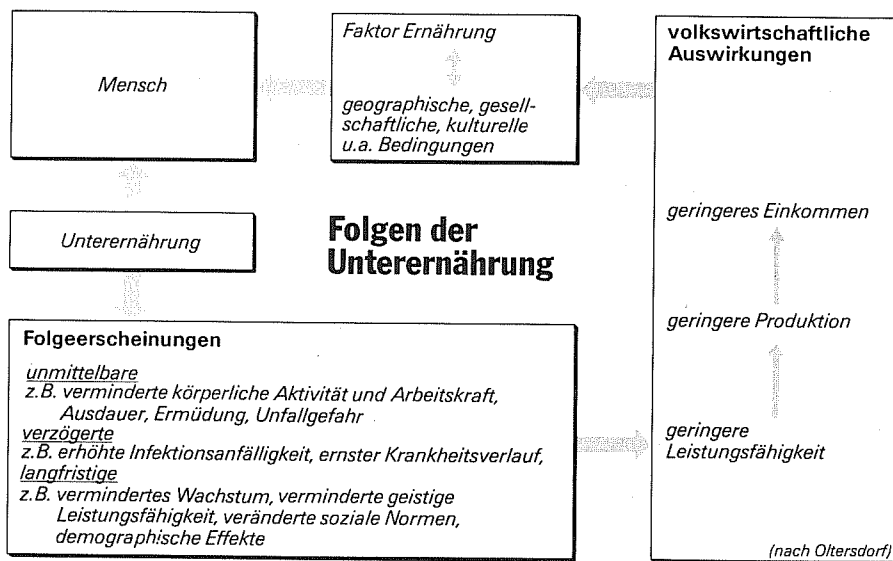 Mensch
Faktor Ernährung
geographische, gesell-
schaftliche, kulturelle
u.a. Bedingungen
volkswirtschaftliche
Auswirkungen
geringeres Einkommen
geringere Produktion
geringere
Leistungsfähigkeit
(nach Oltersdorf)
Unterernährung
Folgen der
Unterernährung
Folgeerscheinungen
unmittelbare
z.B. verminderte körperliche Aktivität und Arbeitskraft,
Ausdauer, Ermüdung, Unfallgefahr
verzögerte
z.B. erhöhte Infektionsanfälligkeit, ernster Krankheitsverlauf,
langfristige
z.B. vermindertes Wachstum, verminderte geistige
Leistungsfähigkeit, veränderte soziale Normen,
demographische Effekte